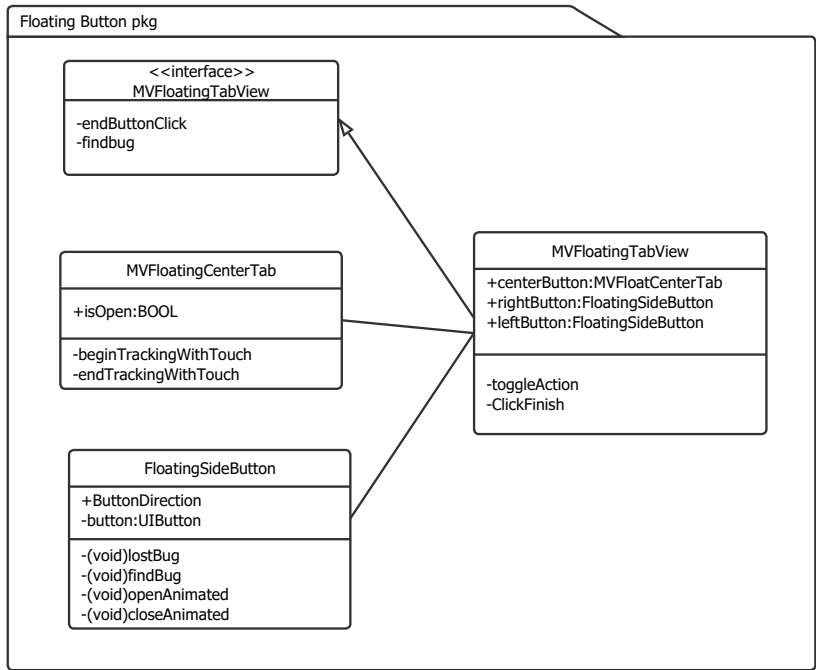 Floating Button pkg
<<interface>>
MVFloatingTabView
-endButtonClick
-findbug
MVFloatingCenterTab
+isOpen:BOOL
-beginTrackingWithTouch
-endTrackingWithTouch
MVFloatingTabView
+centerButton:MVFloatCenterTab
+rightButton:FloatingSideButton
+leftButton:FloatingSideButton
-toggleAction
-ClickFinish
FloatingSideButton
+ButtonDirection
-button:UIButton
-(void)lostBug
-(void)findBug
-(void)openAnimated
-(void)closeAnimated